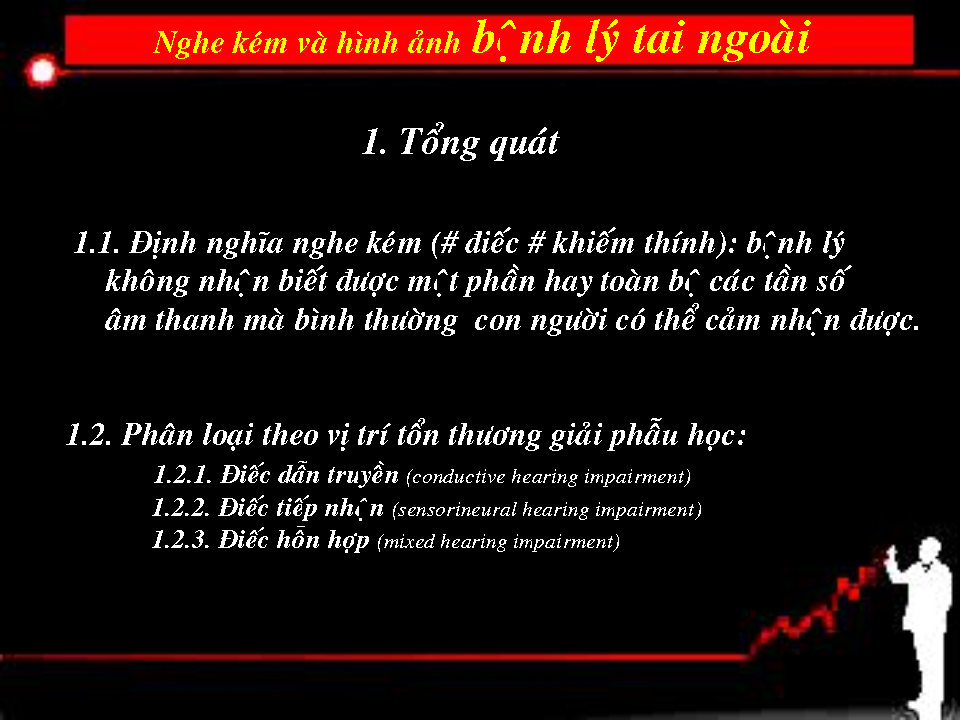 Nghe kém và hình ảnh bệnh lý tai ngoài
1. Tổng quát
1.1. Định nghĩa nghe kém (# điếc # khiếm thính): bệnh lý
không nhận biết được một phần hay toàn bộ các tần số
âm thanh mà bình thường con người có thể cảm nhận được.
1.2. Phân loại theo vị trí tổn thương giải phẫu học:
1.2.1. Điếc dẫn truyền (conductive hearing impairment)
1.2.2. Điếc tiếp nhận (sensorineural hearing impairment)
1.2.3. Điếc hỗn hợp (mixed hearing impairment)